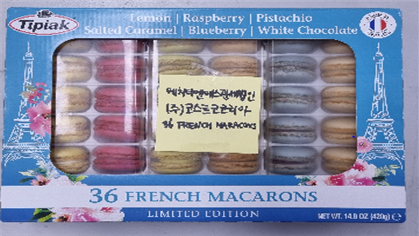 Tipiak
Lemon | Raspberry | Pistachio
Salted Caramel | Blueberry | White Chocolate
(주)코스트코코리아
36 FRENCH MARACONS
36 FRENCH MACARONS
LIMITED EDITION
NET WT. 14.8 OZ (420g)